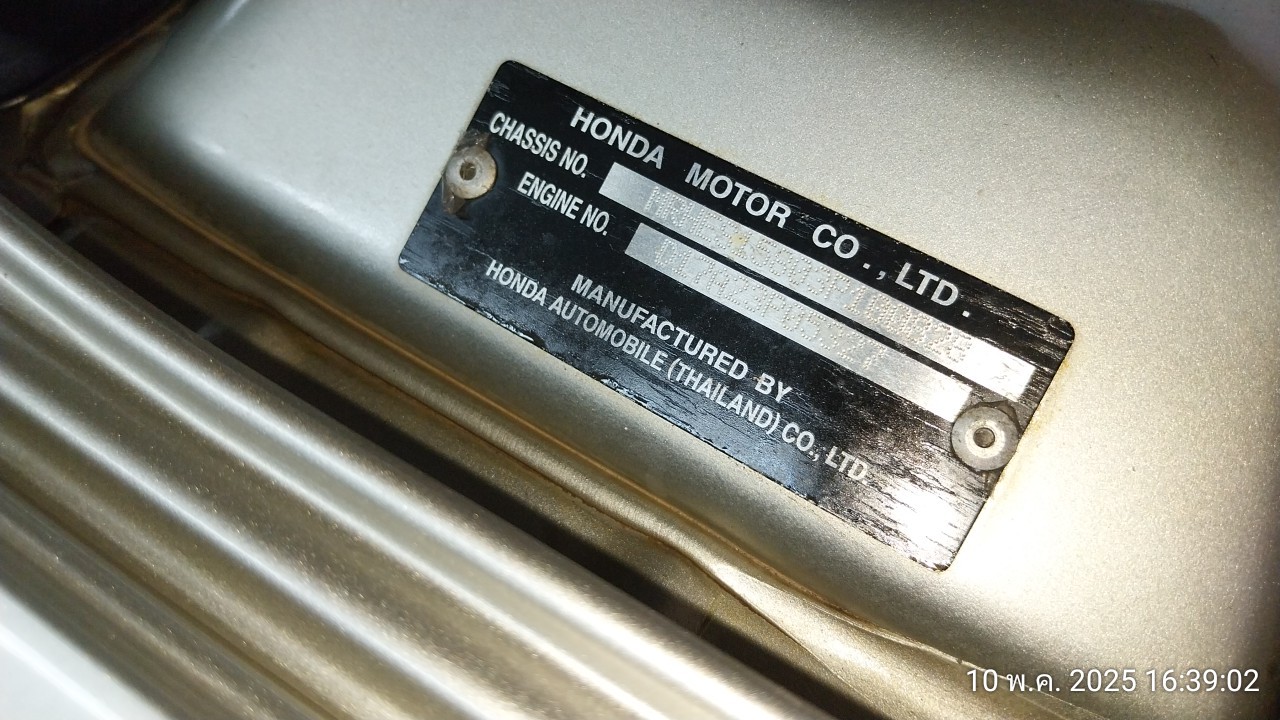 HONDA MOTOR CO., LTD.
CHASSIS NO.
ENGINE NO.
MANUFACTURED BY
HONDA AUTOMOBILE (THAILAND) CO., LTD.
10 พ.ค. 2025 16:39:02